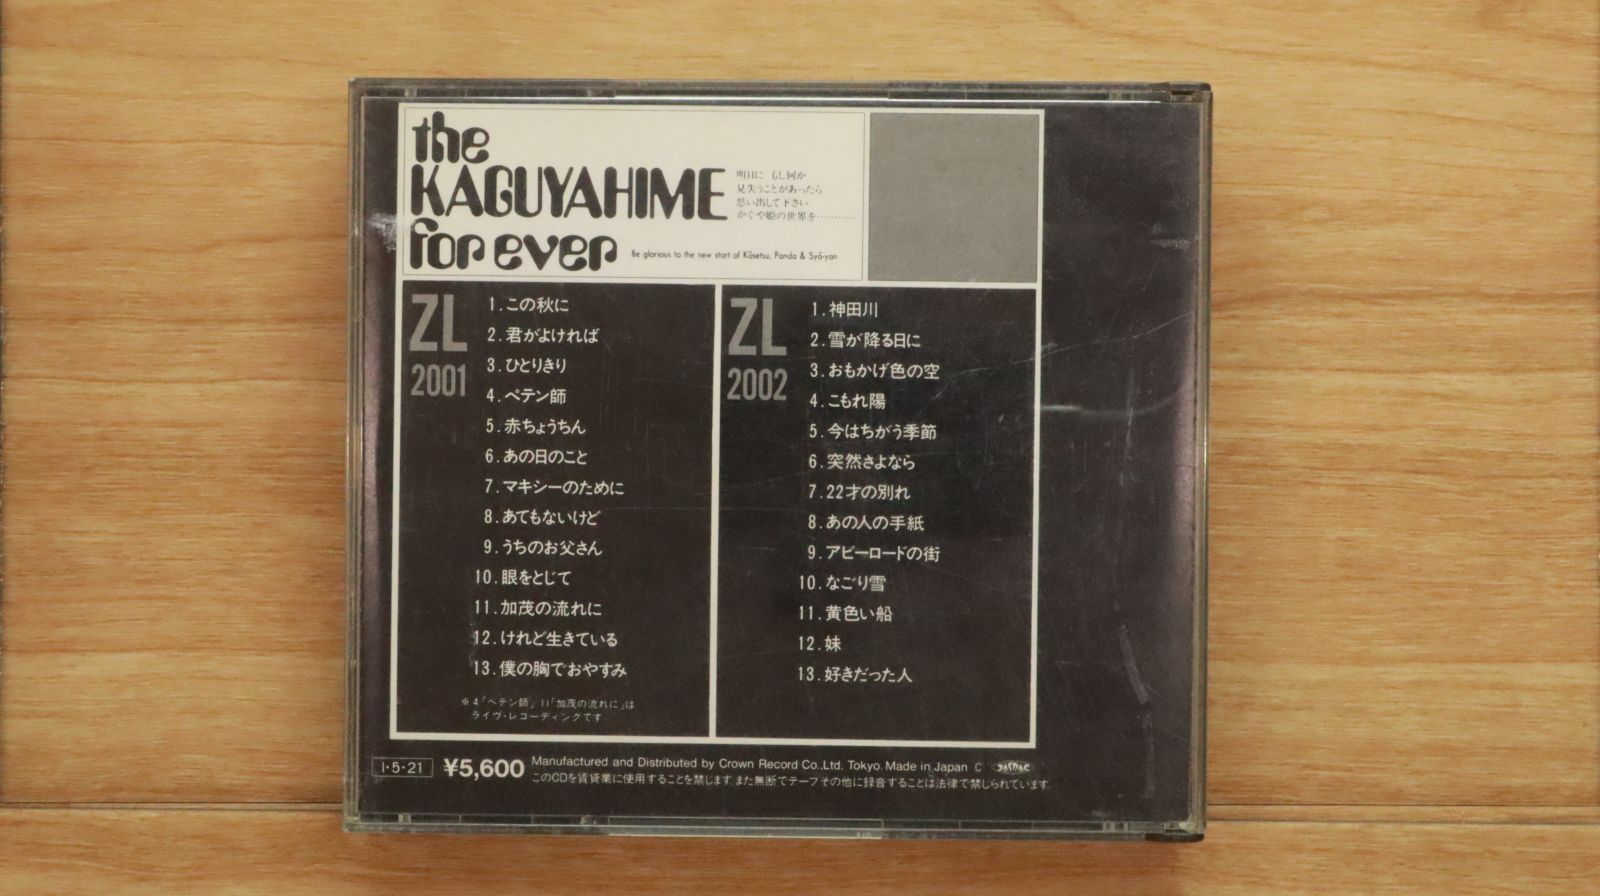 the
KAGUYAHIME
for ever
明日に もし何か
見失うことがあったら
思い出して下さい
かぐや姫の世界を…………
Be glorious to the new start of Kōsetsu, Panda & Syō-yan
ZL
2001
1.この秋に
2.君がよければ
3.ひとりきり
4.ペテン師
5.赤ちょうちん
6.あの日のこと
7.マキシーのために
8.あてもないけど
9.うちのお父さん
10.眼をとじて
11.加茂の流れに
12.けれど生きている
13.僕の胸でおやすみ
※4「ペテン師」11「加茂の流れに」は
ライヴ・レコーディングです
ZL
2002
1.神田川
2.雪が降る日に
3.おもかげ色の空
4.こもれ陽
5.今はちがう季節
6.突然さよなら
7.22才の別れ
8.あの人の手紙
9.アビーロードの街
10.なごり雪
11.黄色い船
12.妹
13.好きだった人
I・5・21 ¥5,600 Manufactured and Distributed by Crown Record Co.,Ltd. Tokyo. Made in Japan C JASRAC
このCDを賃貸業に使用することを禁じます.また無断でテープその他に録音することは法律で禁じられています.